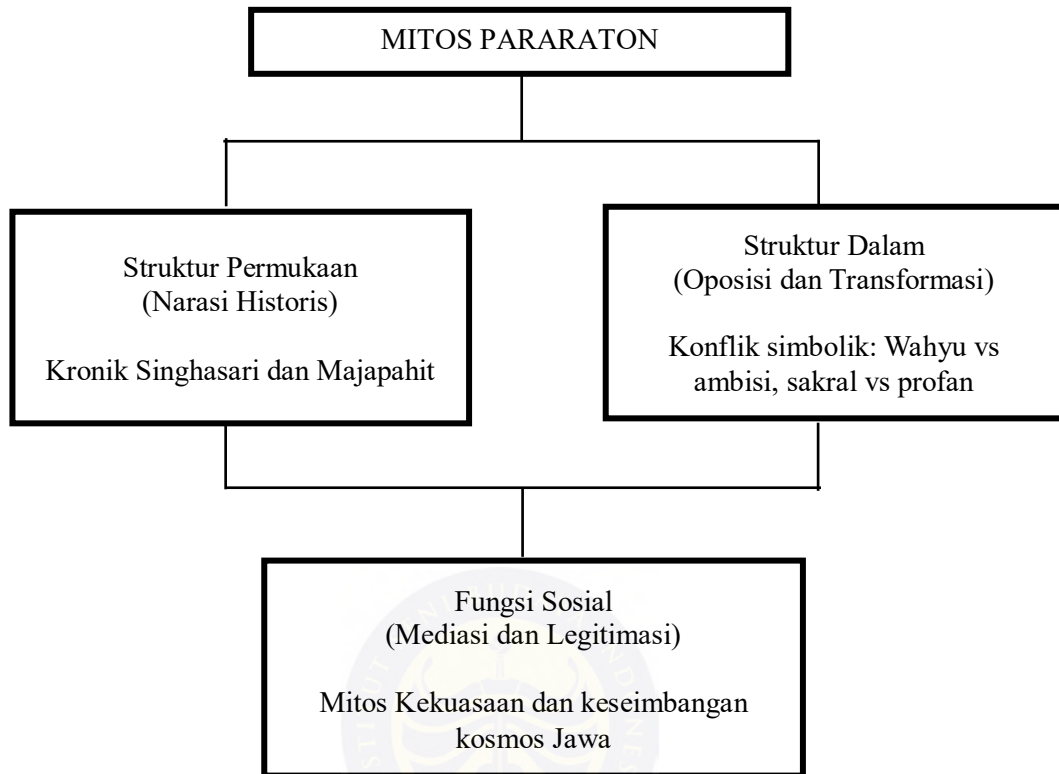 MITOS PARARATON
Struktur Permukaan
(Narasi Historis)
Kronik Singhasari dan Majapahit
Struktur Dalam
(Oposisi dan Transformasi)
Konflik simbolik: Wahyu vs
ambisi, sakral vs profan
Fungsi Sosial
(Mediasi dan Legitimasi)
Mitos Kekuasaan dan keseimbangan
kosmos Jawa